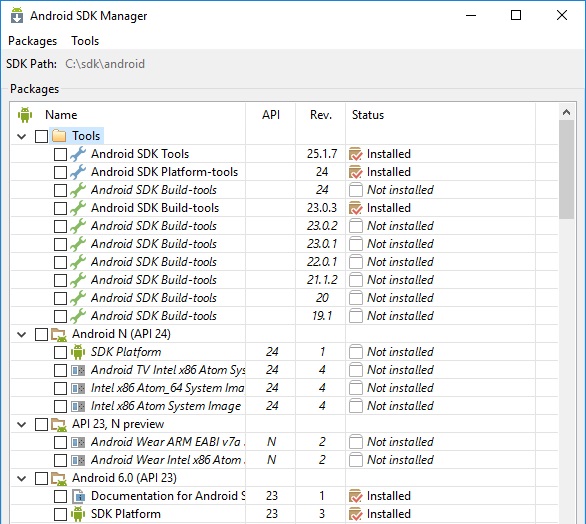 Android SDK Manager
Packages Tools
SDK Path: C:\sdk\android
Packages
Name API Rev. Status
Tools
Android SDK Tools 25.1.7 Installed
Android SDK Platform-tools 24 Installed
Android SDK Build-tools 24 Not installed
Android SDK Build-tools 23.0.3 Installed
Android SDK Build-tools 23.0.2 Not installed
Android SDK Build-tools 23.0.1 Not installed
Android SDK Build-tools 22.0.1 Not installed
Android SDK Build-tools 21.1.2 Not installed
Android SDK Build-tools 20 Not installed
Android SDK Build-tools 19.1 Not installed
Android N (API 24)
SDK Platform 24 1 Not installed
Android TV Intel x86 Atom Sys 24 4 Not installed
Intel x86 Atom_64 System Ima 24 4 Not installed
Intel x86 Atom System Image 24 4 Not installed
API 23, N preview
Android Wear ARM EABI v7a N 2 Not installed
Android Wear Intel x86 Atom N 2 Not installed
Android 6.0 (API 23)
Documentation for Android S 23 1 Installed
SDK Platform 23 3 Installed